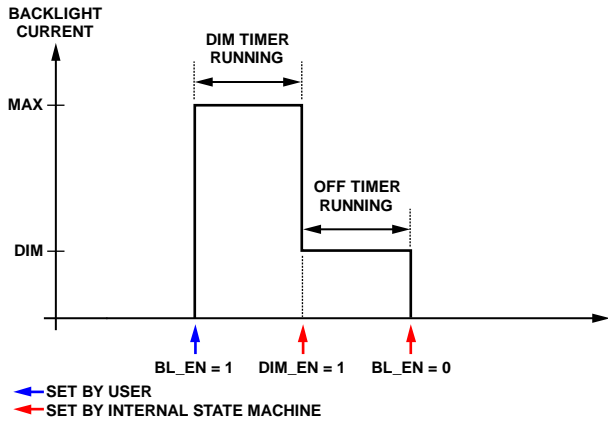 BACKLIGHT
CURRENT
DIM TIMER
RUNNING
MAX
OFF TIMER
RUNNING
DIM
BL_EN = 1
DIM_EN = 1
BL_EN = 0
SET BY USER
SET BY INTERNAL STATE MACHINE